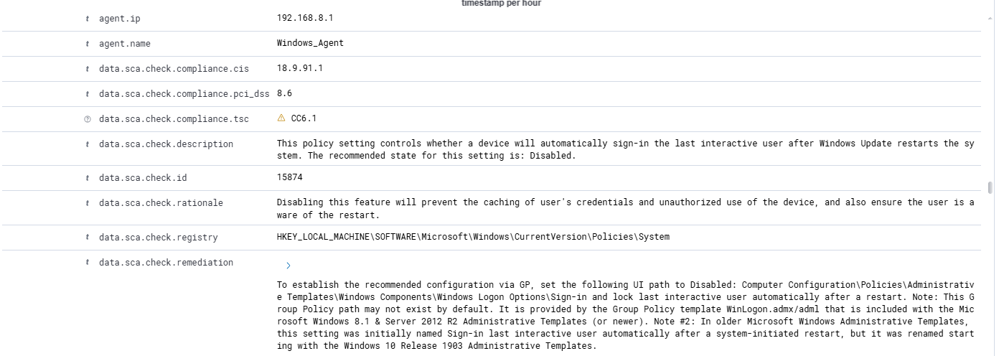 timestamp per hour
t agent.ip 192.168.8.1
t agent.name Windows_Agent
t data.sca.check.compliance.cis 18.9.91.1
t data.sca.check.compliance.pci_dss 8.6
? data.sca.check.compliance.tsc ⚠ CC6.1
t data.sca.check.description This policy setting controls whether a device will automatically sign-in the last interactive user after Windows Update restarts the sy
stem. The recommended state for this setting is: Disabled.
t data.sca.check.id 15874
t data.sca.check.rationale Disabling this feature will prevent the caching of user's credentials and unauthorized use of the device, and also ensure the user is a
ware of the restart.
t data.sca.check.registry HKEY_LOCAL_MACHINE\SOFTWARE\Microsoft\Windows\CurrentVersion\Policies\System
t data.sca.check.remediation
To establish the recommended configuration via GP, set the following UI path to Disabled: Computer Configuration\Policies\Administrativ
e Templates\Windows Components\Windows Logon Options\Sign-in and lock last interactive user automatically after a restart. Note: This G
roup Policy path may not exist by default. It is provided by the Group Policy template WinLogon.admx/adml that is included with the Mic
rosoft Windows 8.1 & Server 2012 R2 Administrative Templates (or newer). Note #2: In older Microsoft Windows Administrative Templates,
this setting was initially named Sign-in last interactive user automatically after a system-initiated restart, but it was renamed start
ing with the Windows 10 Release 1903 Administrative Templates.